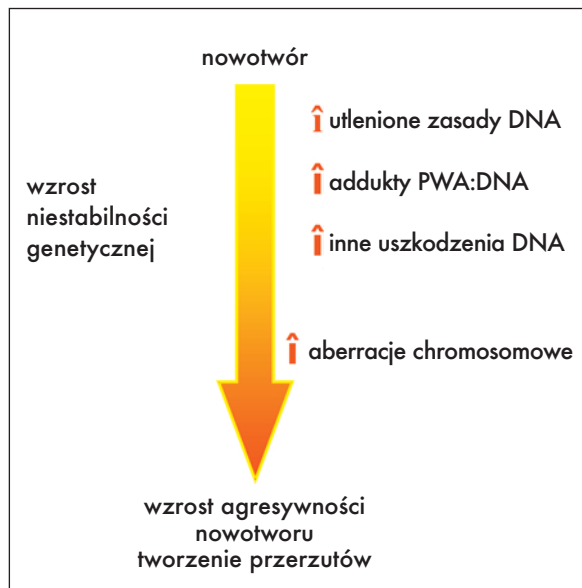 nowotwór
î utlenione zasady DNA
î addukty PWA:DNA
î inne uszkodzenia DNA
wzrost
niestabilności
genetycznej
î aberracje chromosomowe
wzrost agresywności
nowotworu
tworzenie przerzutów